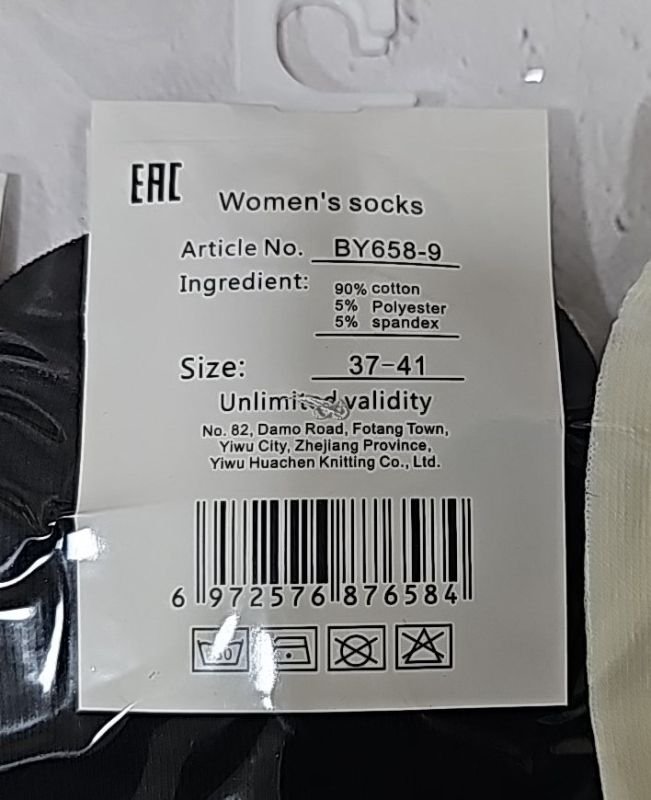 EAC
Women's socks
Article No. BY658-9
Ingredient: 90% cotton
5% Polyester
5% spandex
Size: 37-41
Unlimited validity
No. 82, Damo Road, Fotang Town,
Yiwu City, Zhejiang Province,
Yiwu Huachen Knitting Co., Ltd.
6 972576 876584